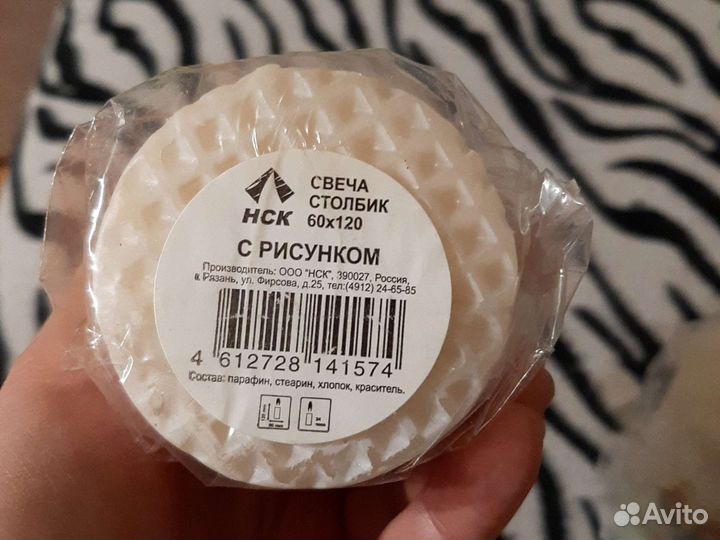 НСК
СВЕЧА
СТОЛБИК
60х120
С РИСУНКОМ
Производитель: ООО "НСК", 390027, Россия,
г. Рязань, ул. Фирсова, д.25, тел:(4912) 24-65-85
4 612728 141574
Состав: парафин, стеарин, хлопок, краситель.
Avito